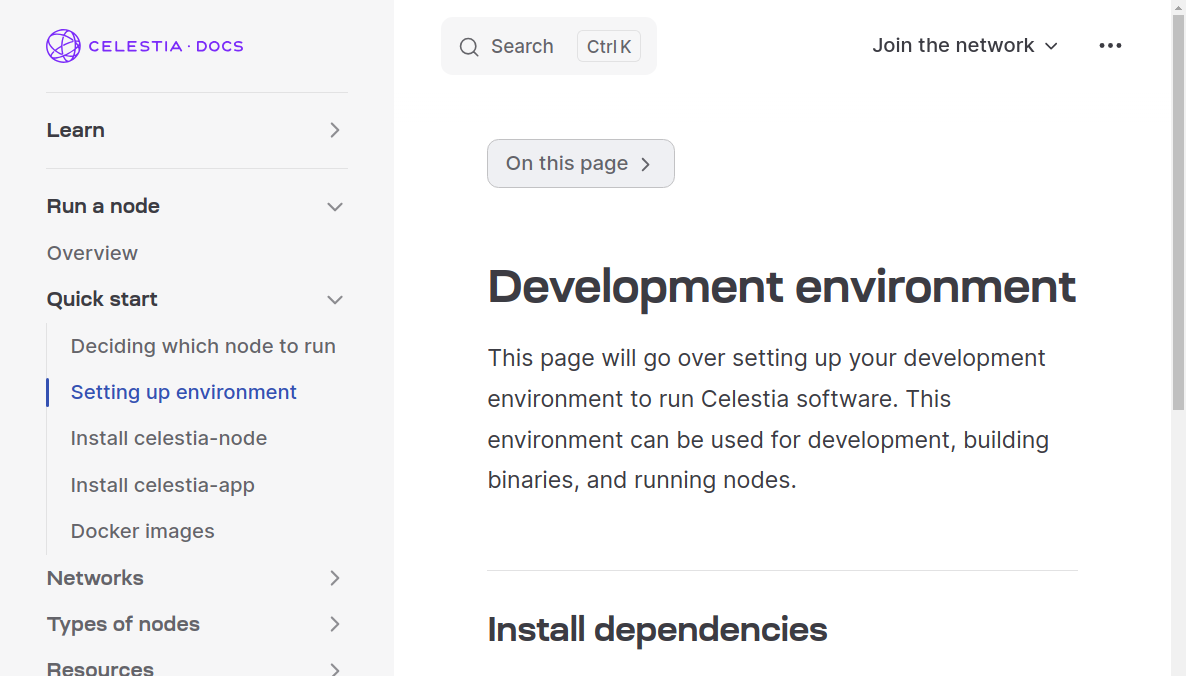 CELESTIA · DOCS
Learn
Run a node
Overview
Quick start
Deciding which node to run
Setting up environment
Install celestia-node
Install celestia-app
Docker images
Networks
Types of nodes
Resources
Search
Ctrl K
Join the network
On this page
Development environment
This page will go over setting up your development
environment to run Celestia software. This
environment can be used for development, building
binaries, and running nodes.
Install dependencies